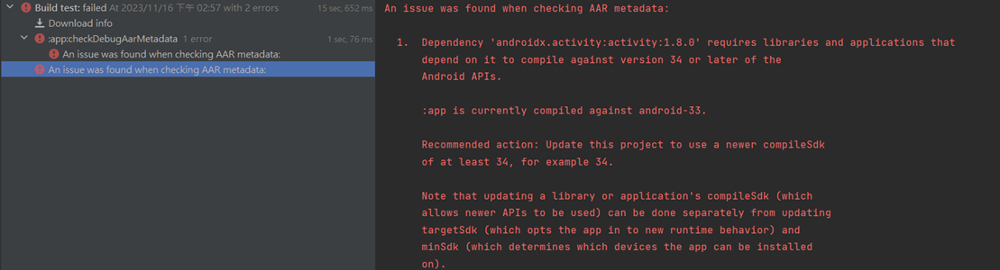 Build test: failed At 2023/11/16 下午 02:57 with 2 errors 15 sec, 652 ms
Download info
:app:checkDebugAarMetadata 1 error 1 sec, 76 ms
An issue was found when checking AAR metadata:
An issue was found when checking AAR metadata:
An issue was found when checking AAR metadata:
1. Dependency 'androidx.activity:activity:1.8.0' requires libraries and applications that
depend on it to compile against version 34 or later of the
Android APIs.
:app is currently compiled against android-33.
Recommended action: Update this project to use a newer compileSdk
of at least 34, for example 34.
Note that updating a library or application's compileSdk (which
allows newer APIs to be used) can be done separately from updating
targetSdk (which opts the app in to new runtime behavior) and
minSdk (which determines which devices the app can be installed
on).